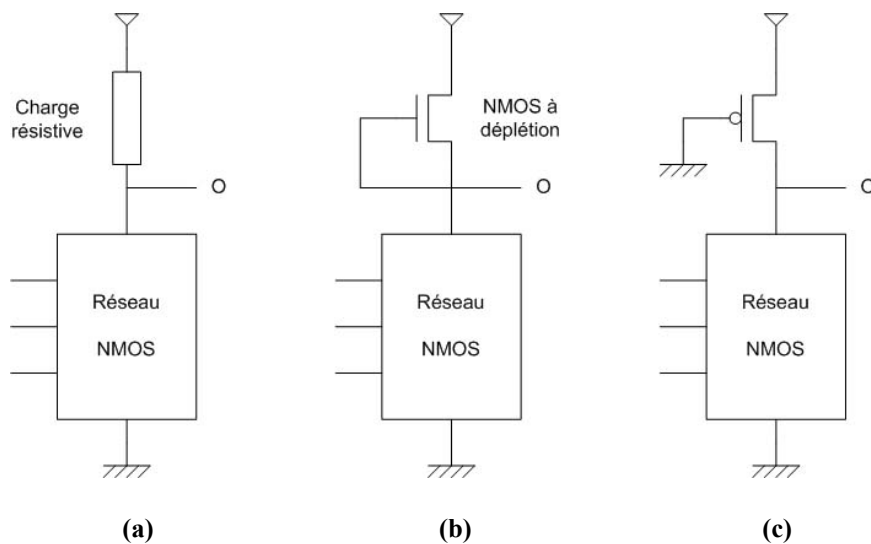 Charge
résistive
O
Réseau
NMOS
(a)
NMOS à
déplétion
O
Réseau
NMOS
(b)
O
Réseau
NMOS
(c)